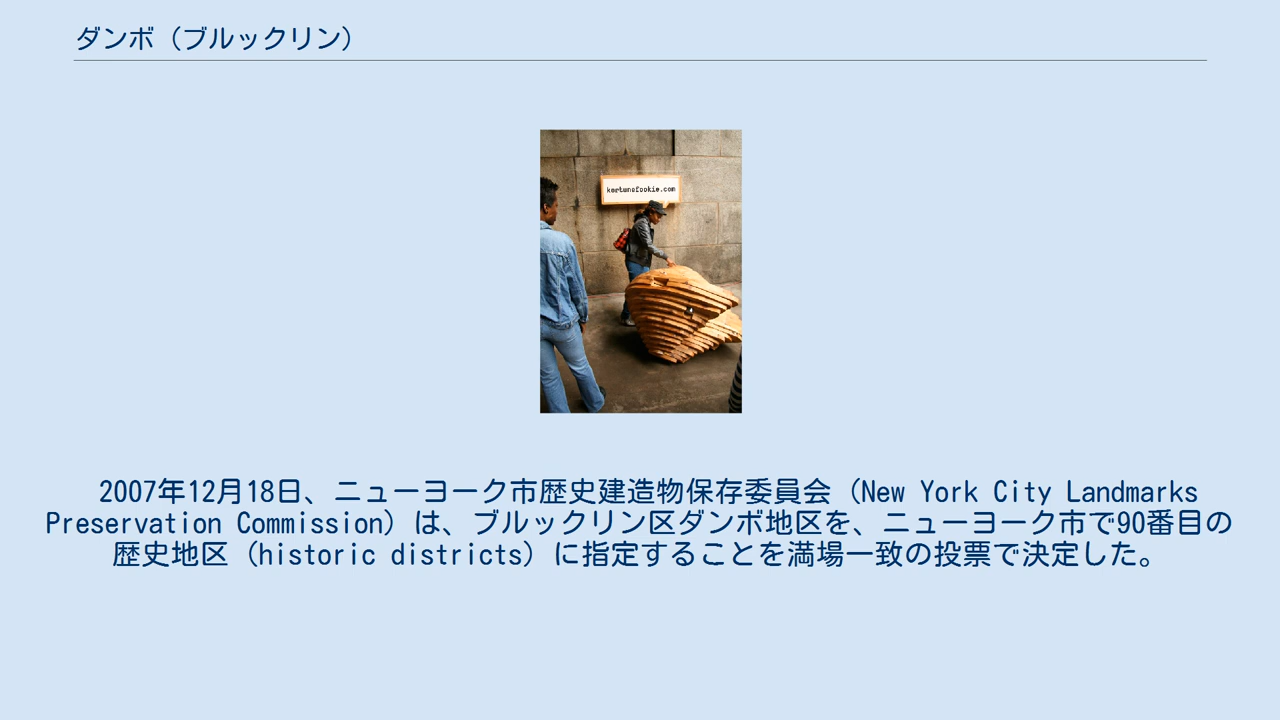 ダンボ（ブルックリン）
kortunefookie.com
2007年12月18日、ニューヨーク市歴史建造物保存委員会（New York City Landmarks
Preservation Commission）は、ブルックリン区ダンボ地区を、ニューヨーク市で90番目の
歴史地区（historic districts）に指定することを満場一致の投票で決定した。